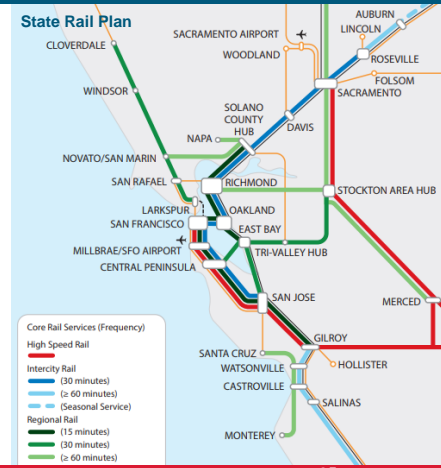 State Rail Plan
AUBURN
LINCOLN
SACRAMENTO AIRPORT
CLOVERDALE
WOODLAND
ROSEVILLE
FOLSOM
WINDSOR
SACRAMENTO
SOLANO
COUNTY
HUB
DAVIS
NAPA
NOVATO/SAN MARIN
SAN RAFAEL
RICHMOND
STOCKTON AREA HUB
LARKSPUR
OAKLAND
SAN FRANCISCO
EAST BAY
MILLBRAE/SFO AIRPORT
TRI-VALLEY HUB
CENTRAL PENINSULA
SAN JOSE
MERCED
Core Rail Services (Frequency)
High Speed Rail
Intercity Rail
(30 minutes)
(≥ 60 minutes)
(Seasonal Service)
Regional Rail
(15 minutes)
(30 minutes)
(≥ 60 minutes)
GILROY
SANTA CRUZ
HOLLISTER
WATSONVILLE
CASTROVILLE
SALINAS
MONTEREY